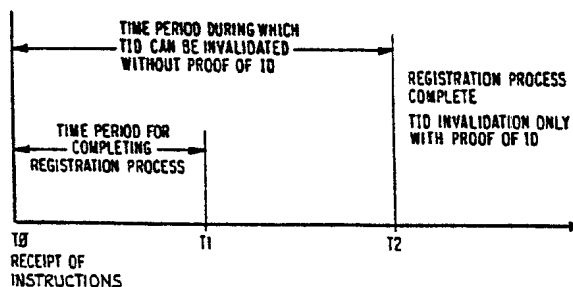 TIME PERIOD DURING WHICH
TID CAN BE INVALIDATED
WITHOUT PROOF OF ID
REGISTRATION PROCESS
COMPLETE
TID INVALIDATION ONLY
WITH PROOF OF ID
TIME PERIOD FOR
COMPLETING
REGISTRATION PROCESS
T0
T1
T2
RECEIPT OF
INSTRUCTIONS